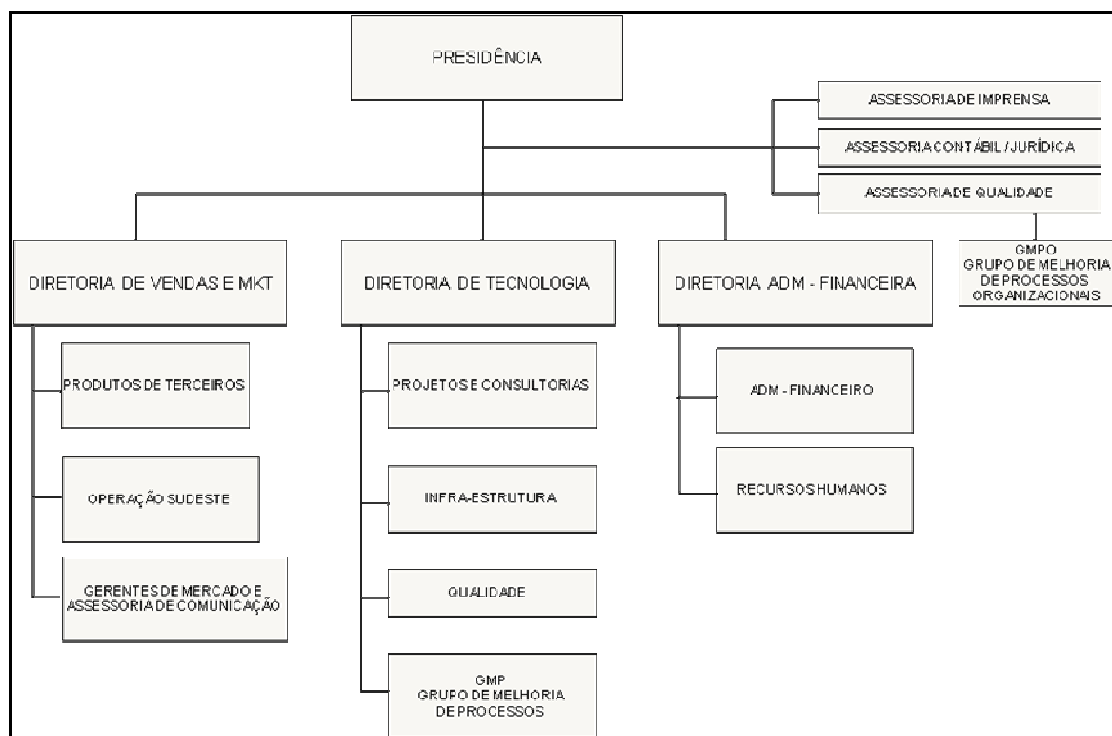 PRESIDÊNCIA
ASSESSORIA DE IMPRENSA
ASSESSORIA CONTÁBIL / JURÍDICA
ASSESSORIA DE QUALIDADE
GMPO
GRUPO DE MELHORIA
DE PROCESSOS
ORGANIZACIONAIS
DIRETORIA DE VENDAS E MKT
DIRETORIA DE TECNOLOGIA
DIRETORIA ADM - FINANCEIRA
PRODUTOS DE TERCEIROS
OPERAÇÃO SUDESTE
GERENTES DE MERCADO E
ASSESSORIA DE COMUNICAÇÃO
PROJETOS E CONSULTORIAS
INFRA-ESTRUTURA
QUALIDADE
GMP
GRUPO DE MELHORIA
DE PROCESSOS
ADM - FINANCEIRO
RECURSOS HUMANOS